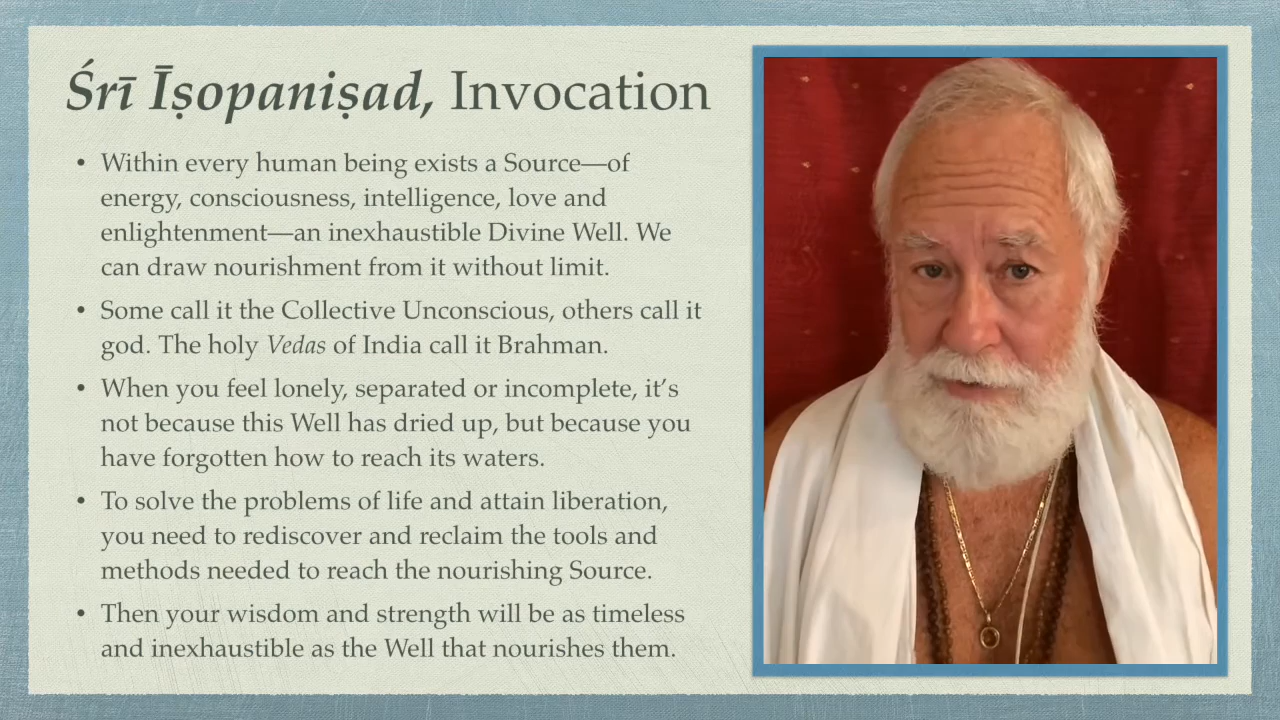 Śrī Īṣopaniṣad, Invocation
• Within every human being exists a Source—of
energy, consciousness, intelligence, love and
enlightenment—an inexhaustible Divine Well. We
can draw nourishment from it without limit.
• Some call it the Collective Unconscious, others call it
god. The holy Vedas of India call it Brahman.
• When you feel lonely, separated or incomplete, it’s
not because this Well has dried up, but because you
have forgotten how to reach its waters.
• To solve the problems of life and attain liberation,
you need to rediscover and reclaim the tools and
methods needed to reach the nourishing Source.
• Then your wisdom and strength will be as timeless
and inexhaustible as the Well that nourishes them.